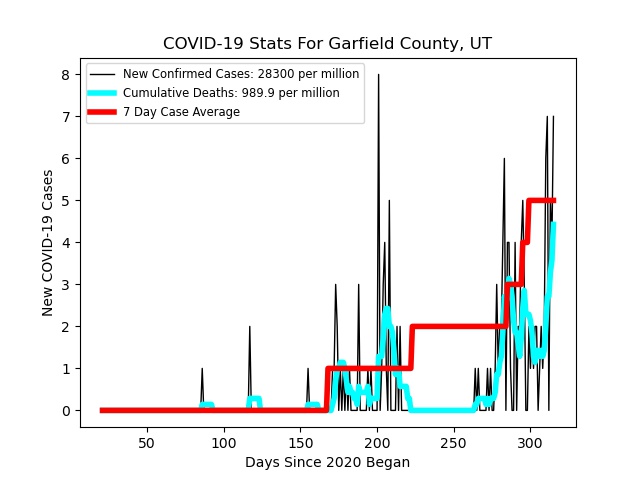 COVID-19 Stats For Garfield County, UT
New Confirmed Cases: 28300 per million
Cumulative Deaths: 989.9 per million
7 Day Case Average
New COVID-19 Cases
8
7
6
5
4
3
2
1
0
50 100 150 200 250 300
Days Since 2020 Began